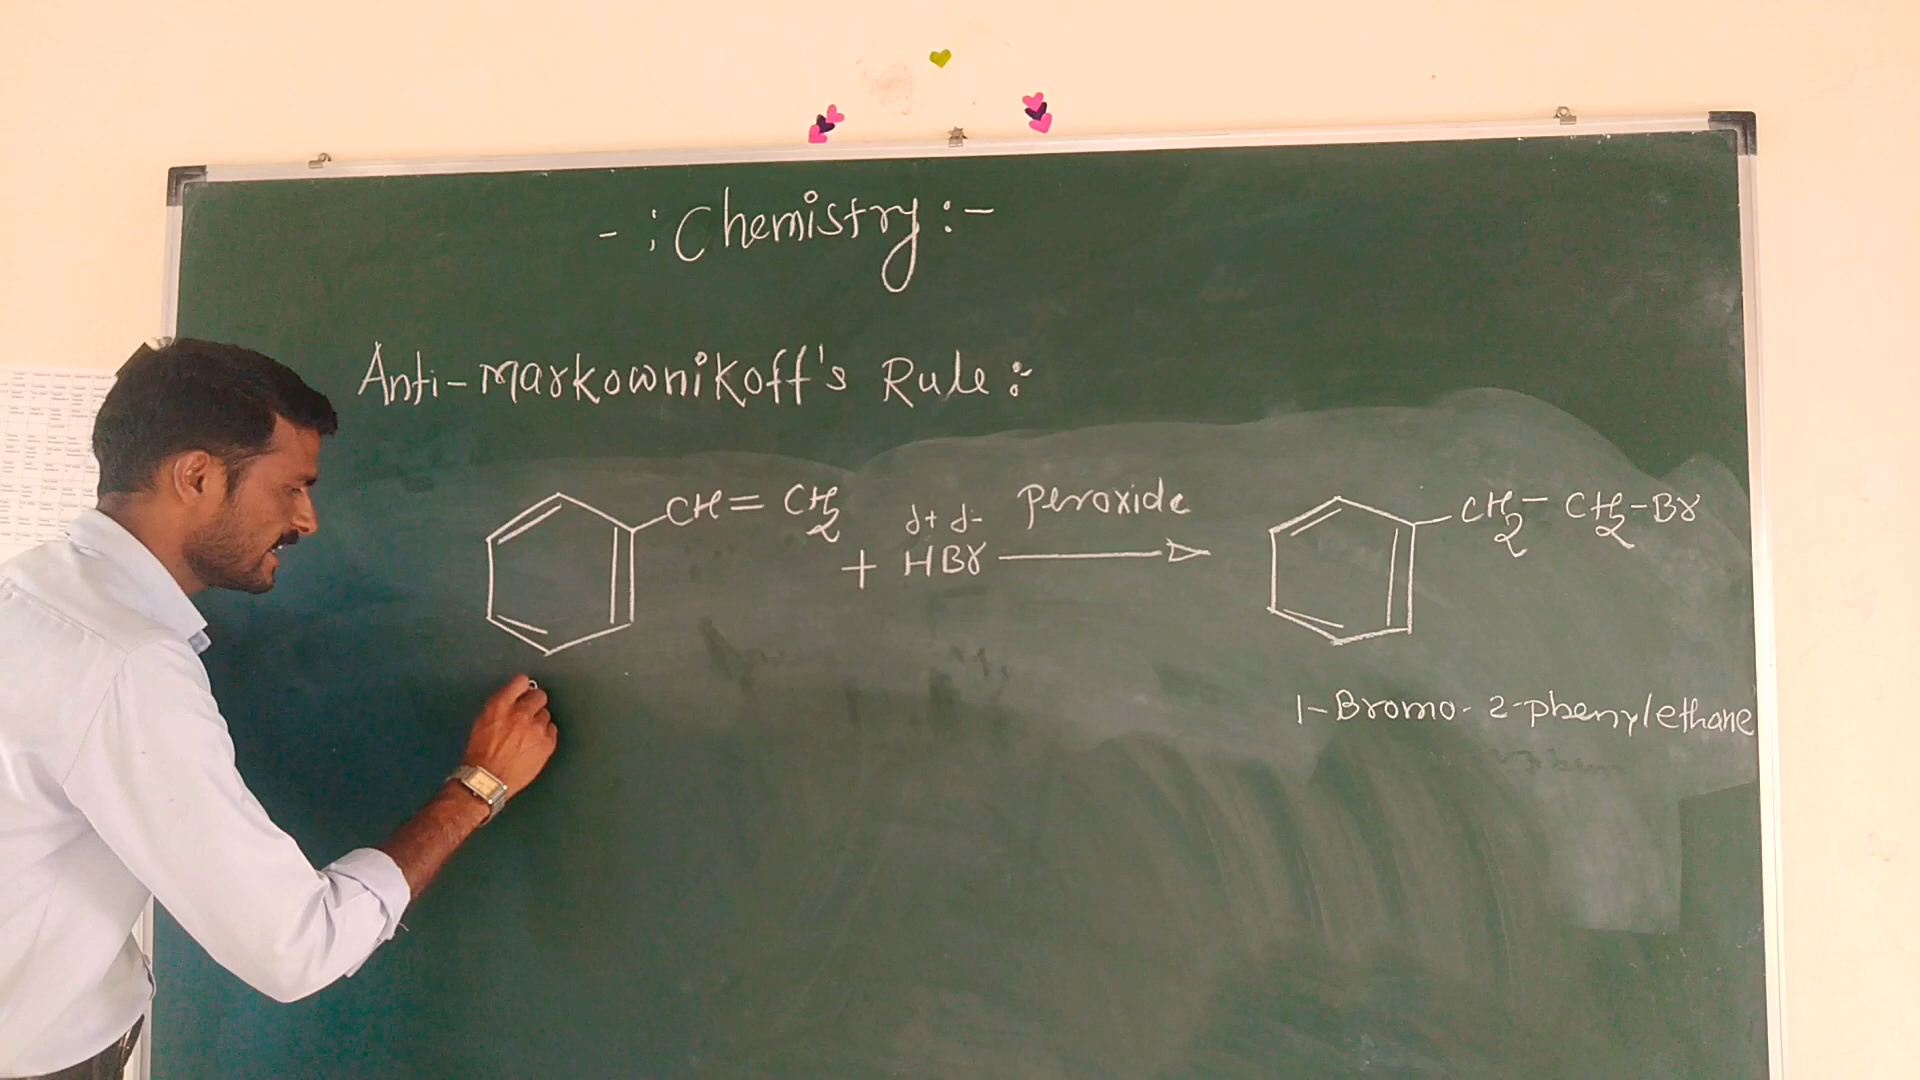 -: Chemistry :-
Anti-Markownikoff's Rule :-
CH = CH2 + HBr δ+ δ- Peroxide CH2 - CH2 - Br
1-Bromo-2-phenylethane